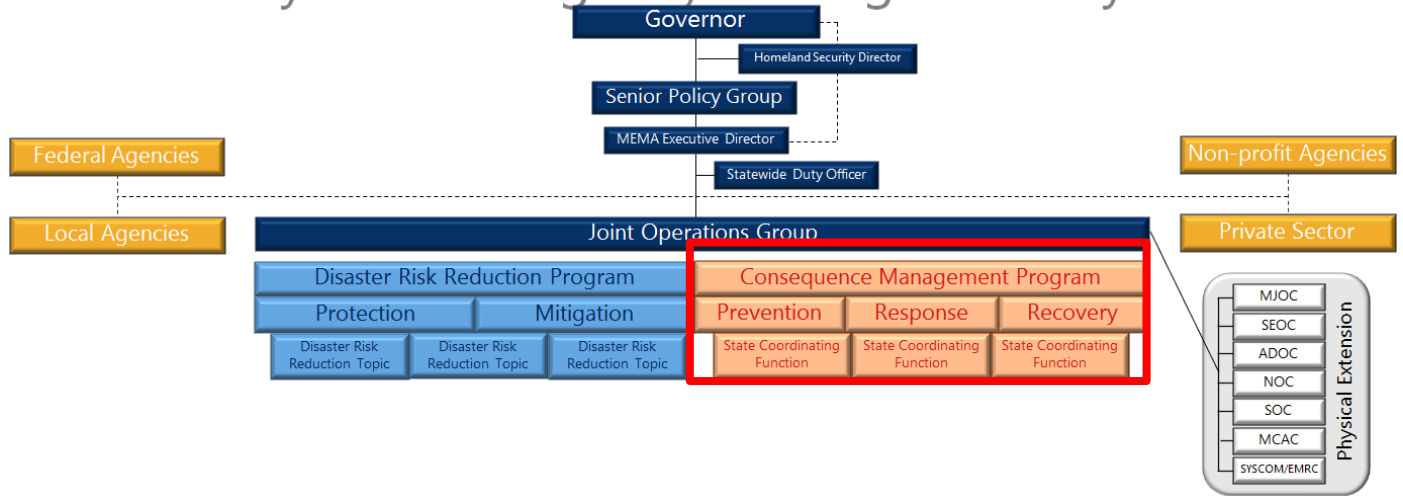 Governor
Homeland Security Director
Senior Policy Group
MEMA Executive Director
Statewide Duty Officer
Federal Agencies
Local Agencies
Non-profit Agencies
Private Sector
Joint Operations Group
Disaster Risk Reduction Program
Consequence Management Program
Protection
Mitigation
Prevention
Response
Recovery
Disaster Risk
Reduction Topic
Disaster Risk
Reduction Topic
Disaster Risk
Reduction Topic
State Coordinating
Function
State Coordinating
Function
State Coordinating
Function
MJOC
SEOC
ADOC
NOC
SOC
MCAC
SYSCOM/EMRC
Physical Extension